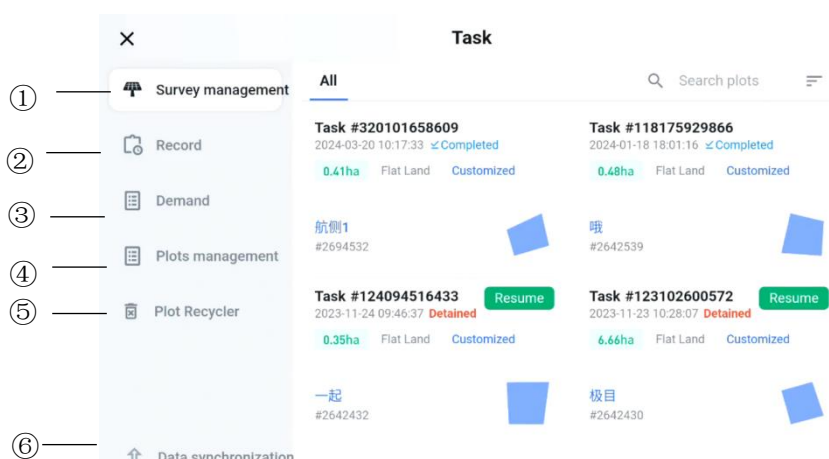 Task
① Survey management
② Record
③ Demand
④ Plots management
⑤ Plot Recycler
⑥ Data synchronization
All
Search plots
Task #320101658609
2024-03-20 10:17:33 Completed
0.41ha Flat Land Customized
航侧1
#2694532
Task #118175929866
2024-01-18 18:01:16 Completed
0.48ha Flat Land Customized
哦
#2642539
Task #124094516433 Resume
2023-11-24 09:46:37 Detained
0.35ha Flat Land Customized
一起
#2642432
Task #123102600572 Resume
2023-11-23 10:28:07 Detained
6.66ha Flat Land Customized
极目
#2642430